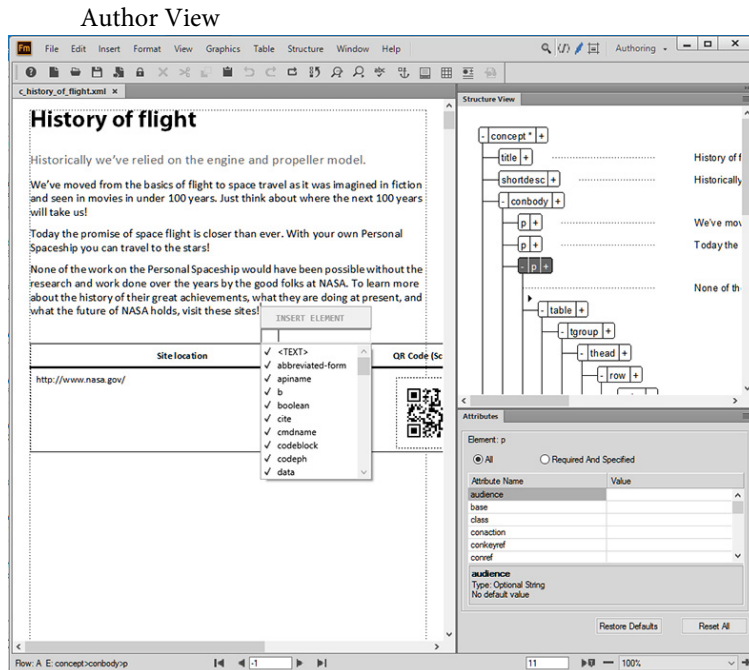 Author View
Fm File Edit Insert Format View Graphics Table Structure Window Help Authoring
c_history_of_flight.xml ×
Structure View
History of flight
Historically we've relied on the engine and propeller model.
We've moved from the basics of flight to space travel as it was imagined in fiction
and seen in movies in under 100 years. Just think about where the next 100 years
will take us!
Today the promise of space flight is closer than ever. With your own Personal
Spaceship you can travel to the stars!
None of the work on the Personal Spaceship would have been possible without the
research and work done over the years by the good folks at NASA. To learn more
about the history of their great achievements, what they are doing at present, and
what the future of NASA holds, visit these sites!
Site location QR Code (Sc
http://www.nasa.gov/
INSERT ELEMENT
✓ <TEXT>
✓ abbreviated-form
✓ apiname
✓ b
✓ boolean
✓ cite
✓ cmdname
✓ codeblock
✓ codeph
✓ data
- concept * +
title + History of f
shortdesc + Historically
- conbody +
p + We've mov
p + Today the
- p +
None of th
- table +
- tgroup +
- thead +
- row +
Attributes
Element: p
All Required And Specified
Attribute Name Value
audience
base
class
conaction
conkeyref
conref
audience
Type: Optional String
No default value
Restore Defaults Reset All
Row: A E: concept>conbody>p -1 11 100%